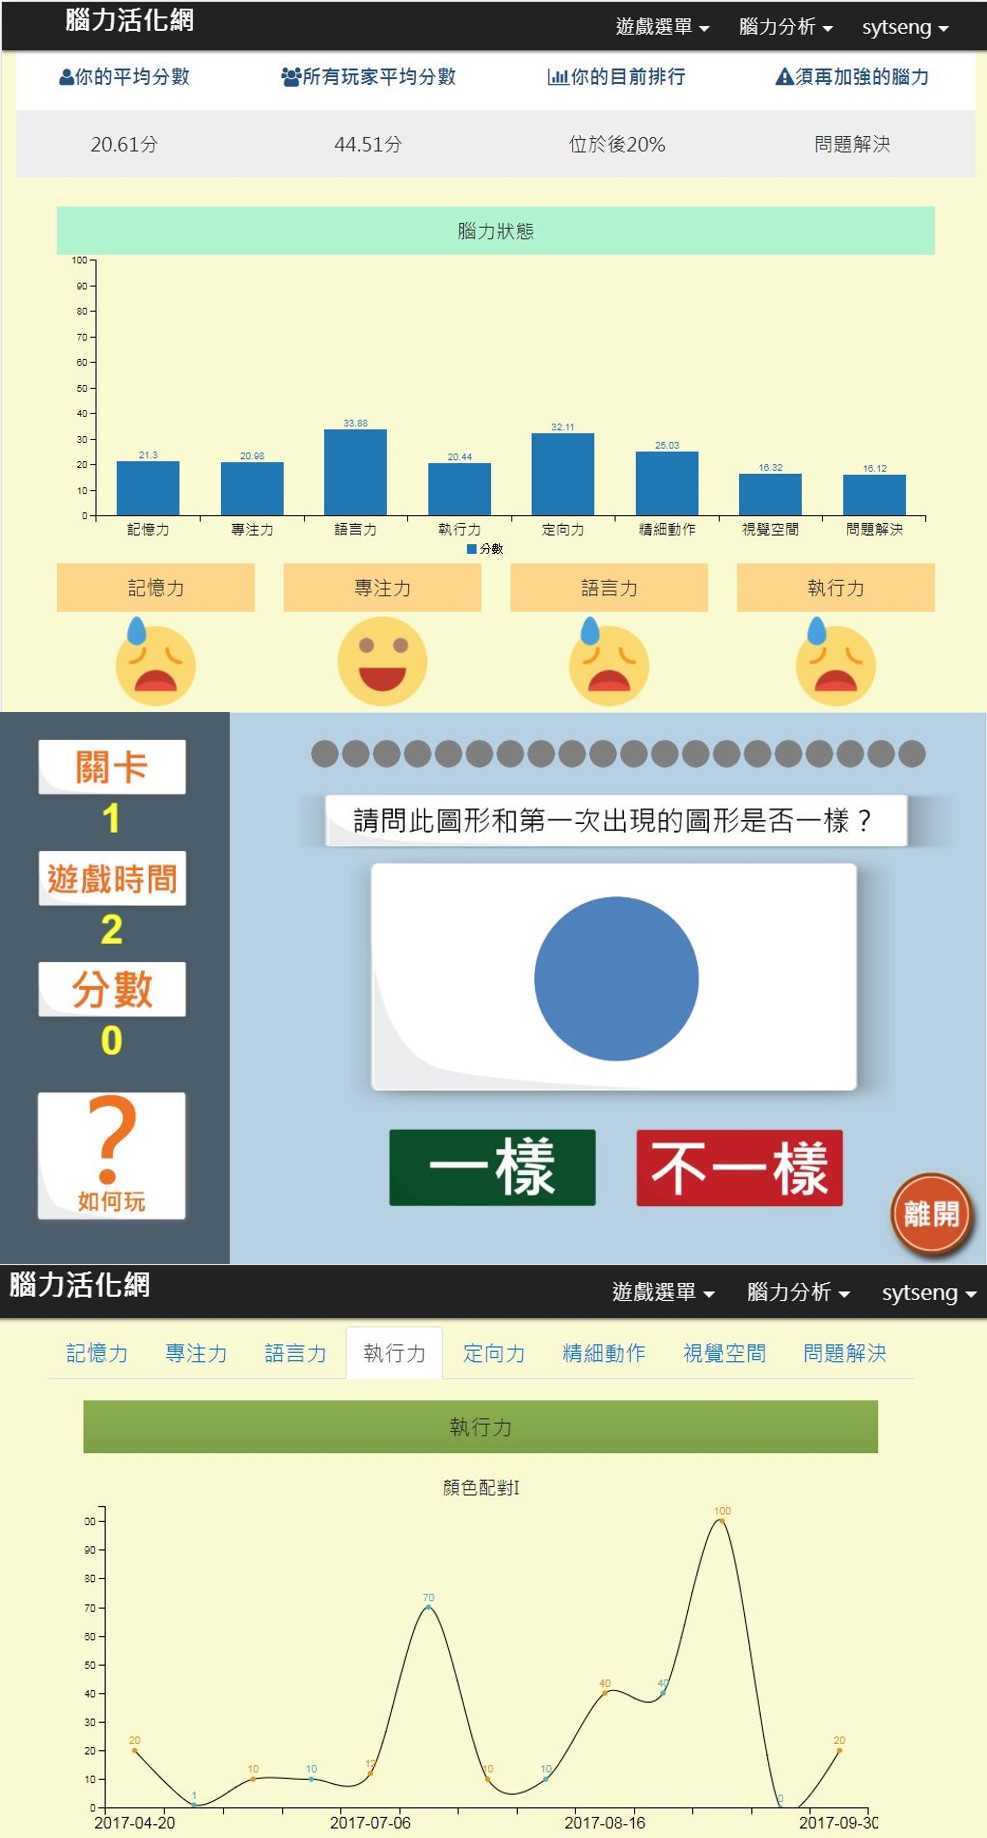 腦力活化網
遊戲選單 腦力分析 sytseng
你的平均分數 所有玩家平均分數 你的目前排行 須再加強的腦力
20.61分 44.51分 位於後20% 問題解決
腦力狀態
100
90
80
70
60
50
40
30
20
10
0
21.3 20.98 33.88 20.44 32.11 25.03 16.32 16.12
記憶力 專注力 語言力 執行力 定向力 精細動作 視覺空間 問題解決
分數
記憶力 專注力 語言力 執行力
關卡
1
遊戲時間
2
分數
0
?
如何玩
請問此圖形和第一次出現的圖形是否一樣？
一樣 不一樣
離開
腦力活化網
遊戲選單 腦力分析 sytseng
記憶力 專注力 語言力 執行力 定向力 精細動作 視覺空間 問題解決
執行力
顏色配對I
00
90
80
70
60
50
40
30
20
10
0
20 1 10 10 12 70 10 10 40 40 100 0 20
2017-04-20 2017-07-06 2017-08-16 2017-09-30